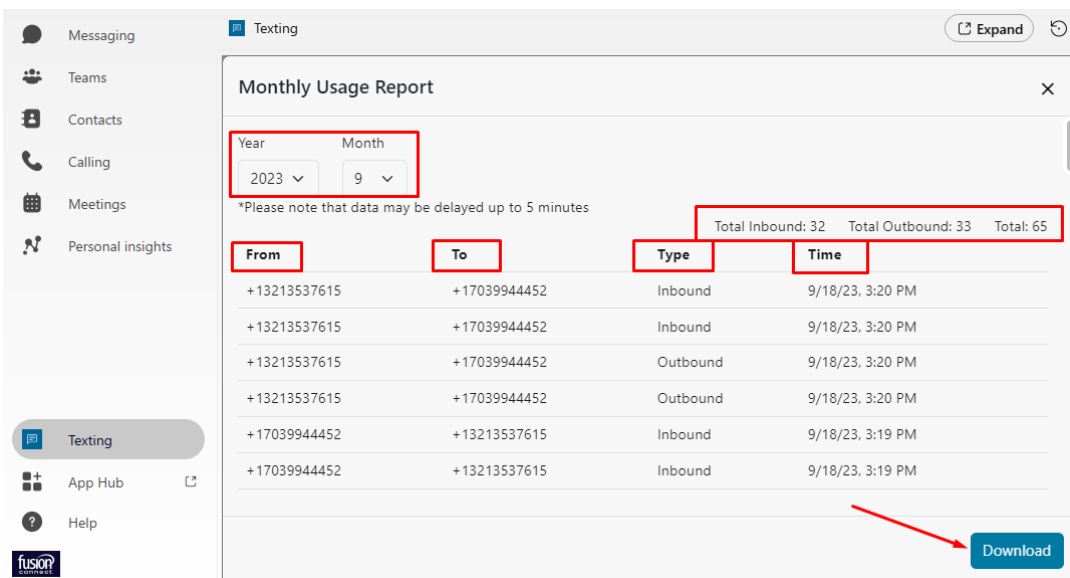 Messaging
Teams
Contacts
Calling
Meetings
Personal insights
Texting
App Hub
Help
fusion
connect
Texting
Expand
Monthly Usage Report
Year Month
2023 9
*Please note that data may be delayed up to 5 minutes
Total Inbound: 32 Total Outbound: 33 Total: 65
From To Type Time
+13213537615 +17039944452 Inbound 9/18/23, 3:20 PM
+13213537615 +17039944452 Inbound 9/18/23, 3:20 PM
+13213537615 +17039944452 Outbound 9/18/23, 3:20 PM
+13213537615 +17039944452 Outbound 9/18/23, 3:20 PM
+17039944452 +13213537615 Inbound 9/18/23, 3:19 PM
+17039944452 +13213537615 Inbound 9/18/23, 3:19 PM
Download